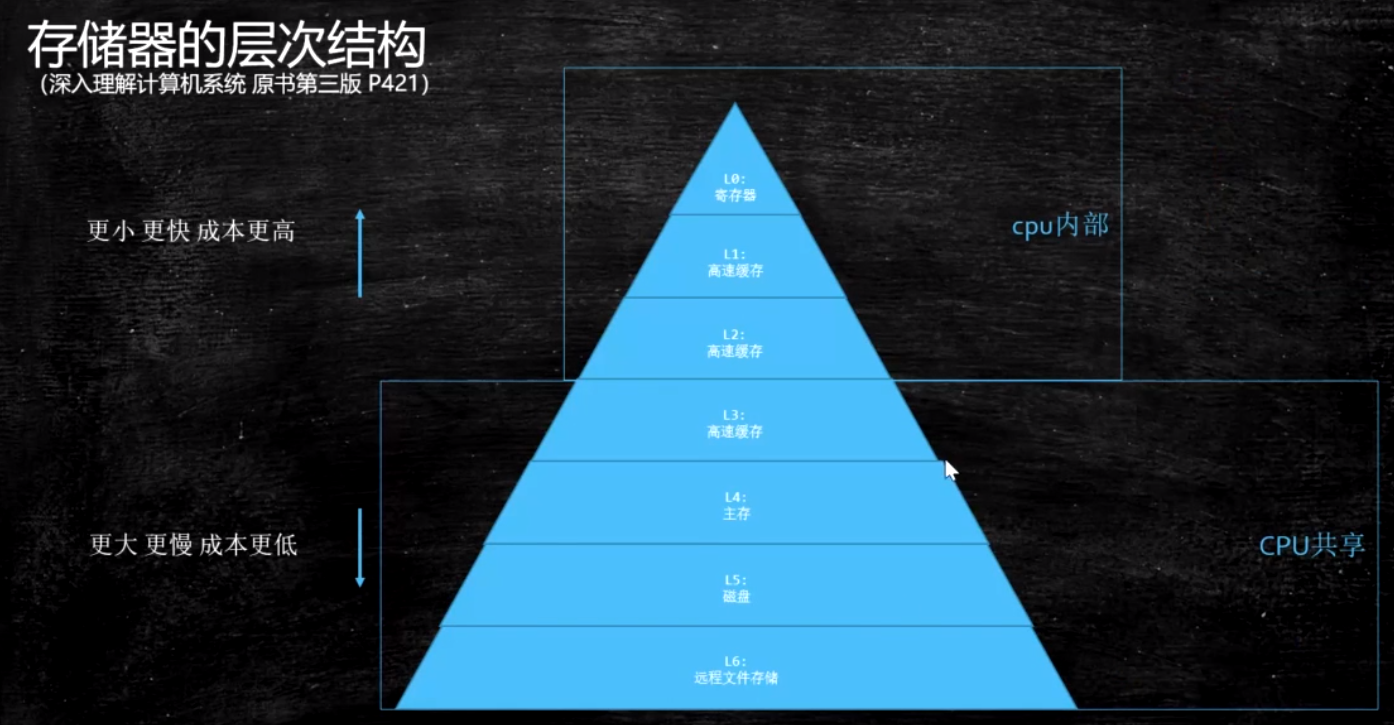 存储器的层次结构
(深入理解计算机系统 原书第三版 P421)
L0:
寄存器
更小 更快 成本更高
cpu内部
L1:
高速缓存
L2:
高速缓存
L3:
高速缓存
L4:
主存
更大 更慢 成本更低
CPU共享
L5:
磁盘
L6:
远程文件存储